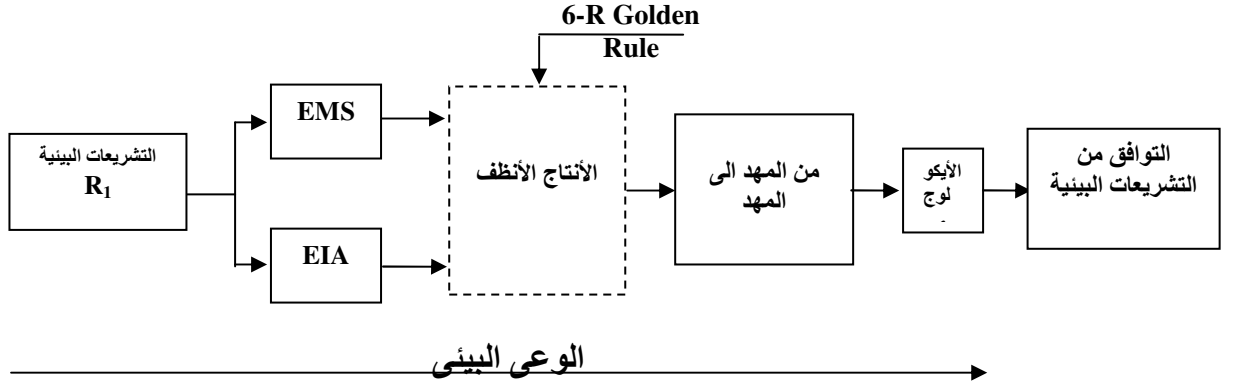 6-R Golden
Rule
التشريعات البيئية
R₁
EMS
EIA
الأنتاج الأنظف
من المهد الى
المهد
الأيكو
لوج
التوافق من
التشريعات البيئية
الوعى البيئى